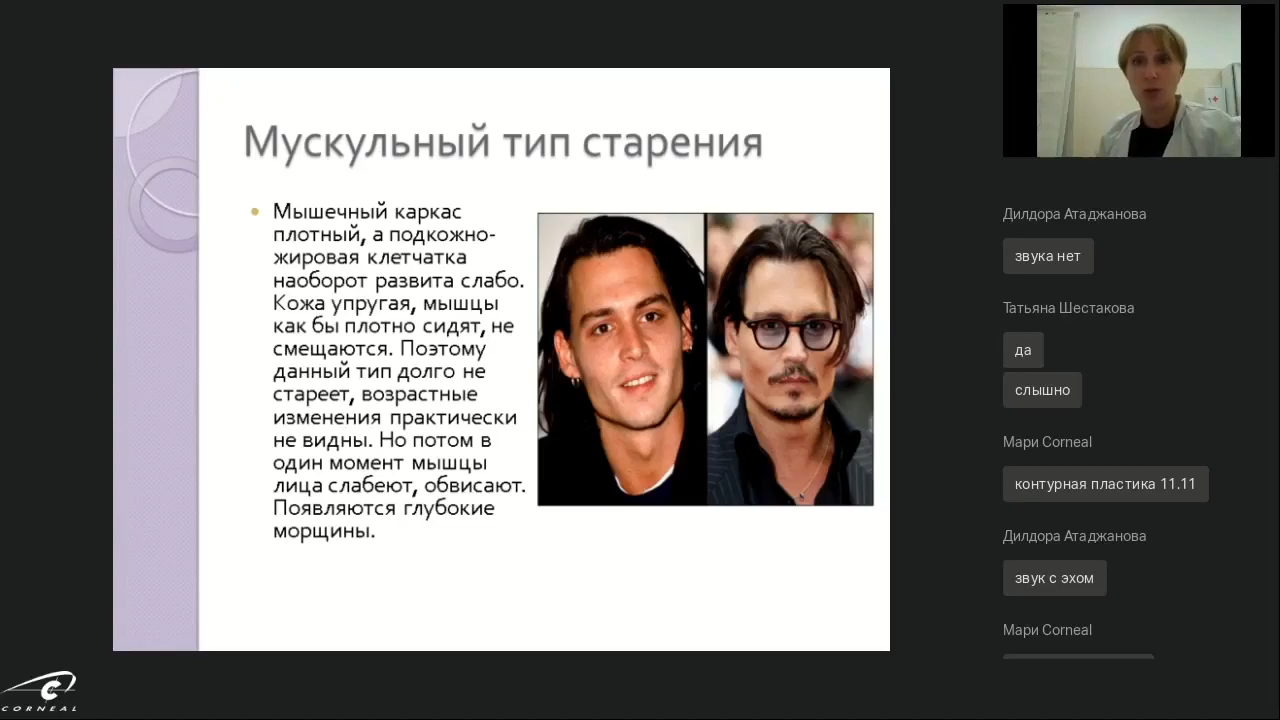 Мускульный тип старения
Мышечный каркас
плотный, а подкожно-
жировая клетчатка
наоборот развита слабо.
Кожа упругая, мышцы
как бы плотно сидят, не
смещаются. Поэтому
данный тип долго не
стареет, возрастные
изменения практически
не видны. Но потом в
один момент мышцы
лица слабеют, обвисают.
Появляются глубокие
морщины.
Дилдора Атаджанова
звука нет
Татьяна Шестакова
да
слышно
Мари Corneal
контурная пластика 11.11
Дилдора Атаджанова
звук с эхом
Мари Corneal
CORNEAL